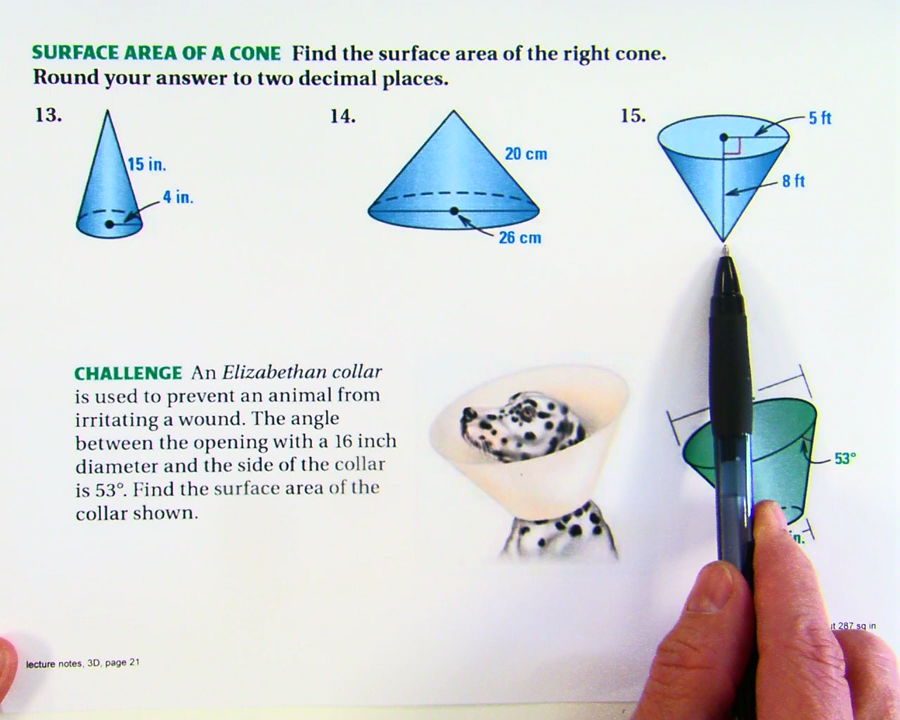 SURFACE AREA OF A CONE Find the surface area of the right cone.
Round your answer to two decimal places.
13.
15 in.
4 in.
14.
20 cm
26 cm
15.
5 ft
8 ft
CHALLENGE An Elizabethan collar
is used to prevent an animal from
irritating a wound. The angle
between the opening with a 16 inch
diameter and the side of the collar
is 53°. Find the surface area of the
collar shown.
53°
in.
287 sq in
lecture notes, 3D, page 21